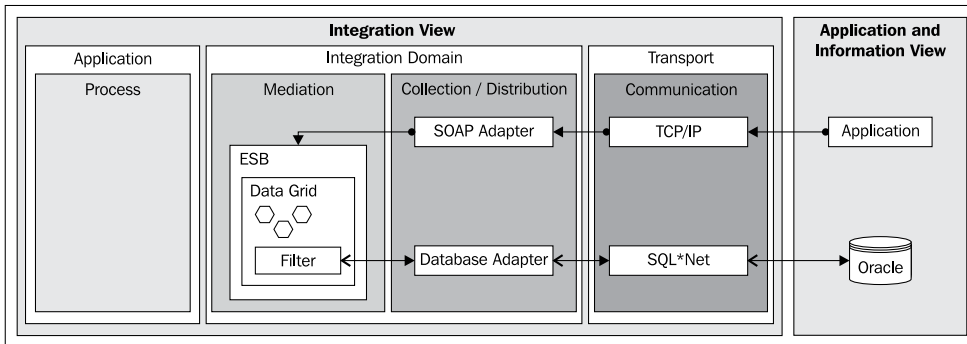 Integration View
Application and
Information View
Application
Integration Domain
Transport
Process
Mediation
Collection / Distribution
Communication
SOAP Adapter
TCP/IP
Application
ESB
Data Grid
Filter
Database Adapter
SQL*Net
Oracle